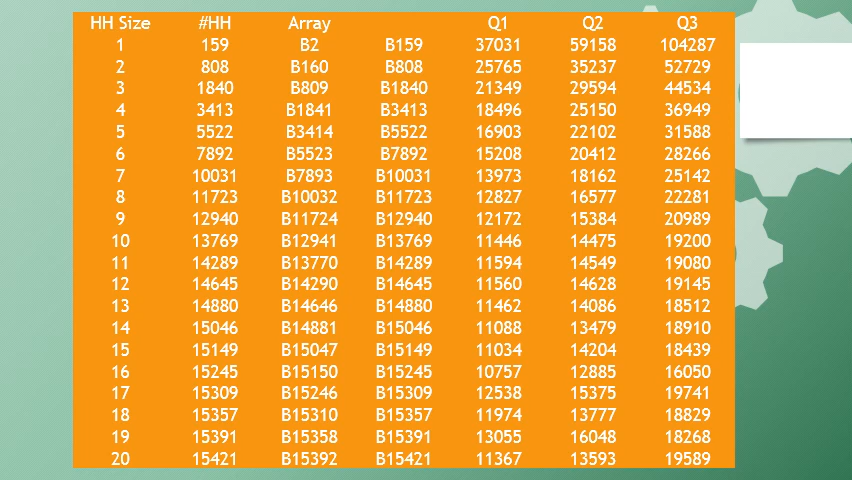 HH Size #HH Array Q1 Q2 Q3
1 159 B2 B159 37031 59158 104287
2 808 B160 B808 25765 35237 52729
3 1840 B809 B1840 21349 29594 44534
4 3413 B1841 B3413 18496 25150 36949
5 5522 B3414 B5522 16903 22102 31588
6 7892 B5523 B7892 15208 20412 28266
7 10031 B7893 B10031 13973 18162 25142
8 11723 B10032 B11723 12827 16577 22281
9 12940 B11724 B12940 12172 15384 20989
10 13769 B12941 B13769 11446 14475 19200
11 14289 B13770 B14289 11594 14549 19080
12 14645 B14290 B14645 11560 14628 19145
13 14880 B14646 B14880 11462 14086 18512
14 15046 B14881 B15046 11088 13479 18910
15 15149 B15047 B15149 11034 14204 18439
16 15245 B15150 B15245 10757 12885 16050
17 15309 B15246 B15309 12538 15375 19741
18 15357 B15310 B15357 11974 13777 18829
19 15391 B15358 B15391 13055 16048 18268
20 15421 B15392 B15421 11367 13593 19589